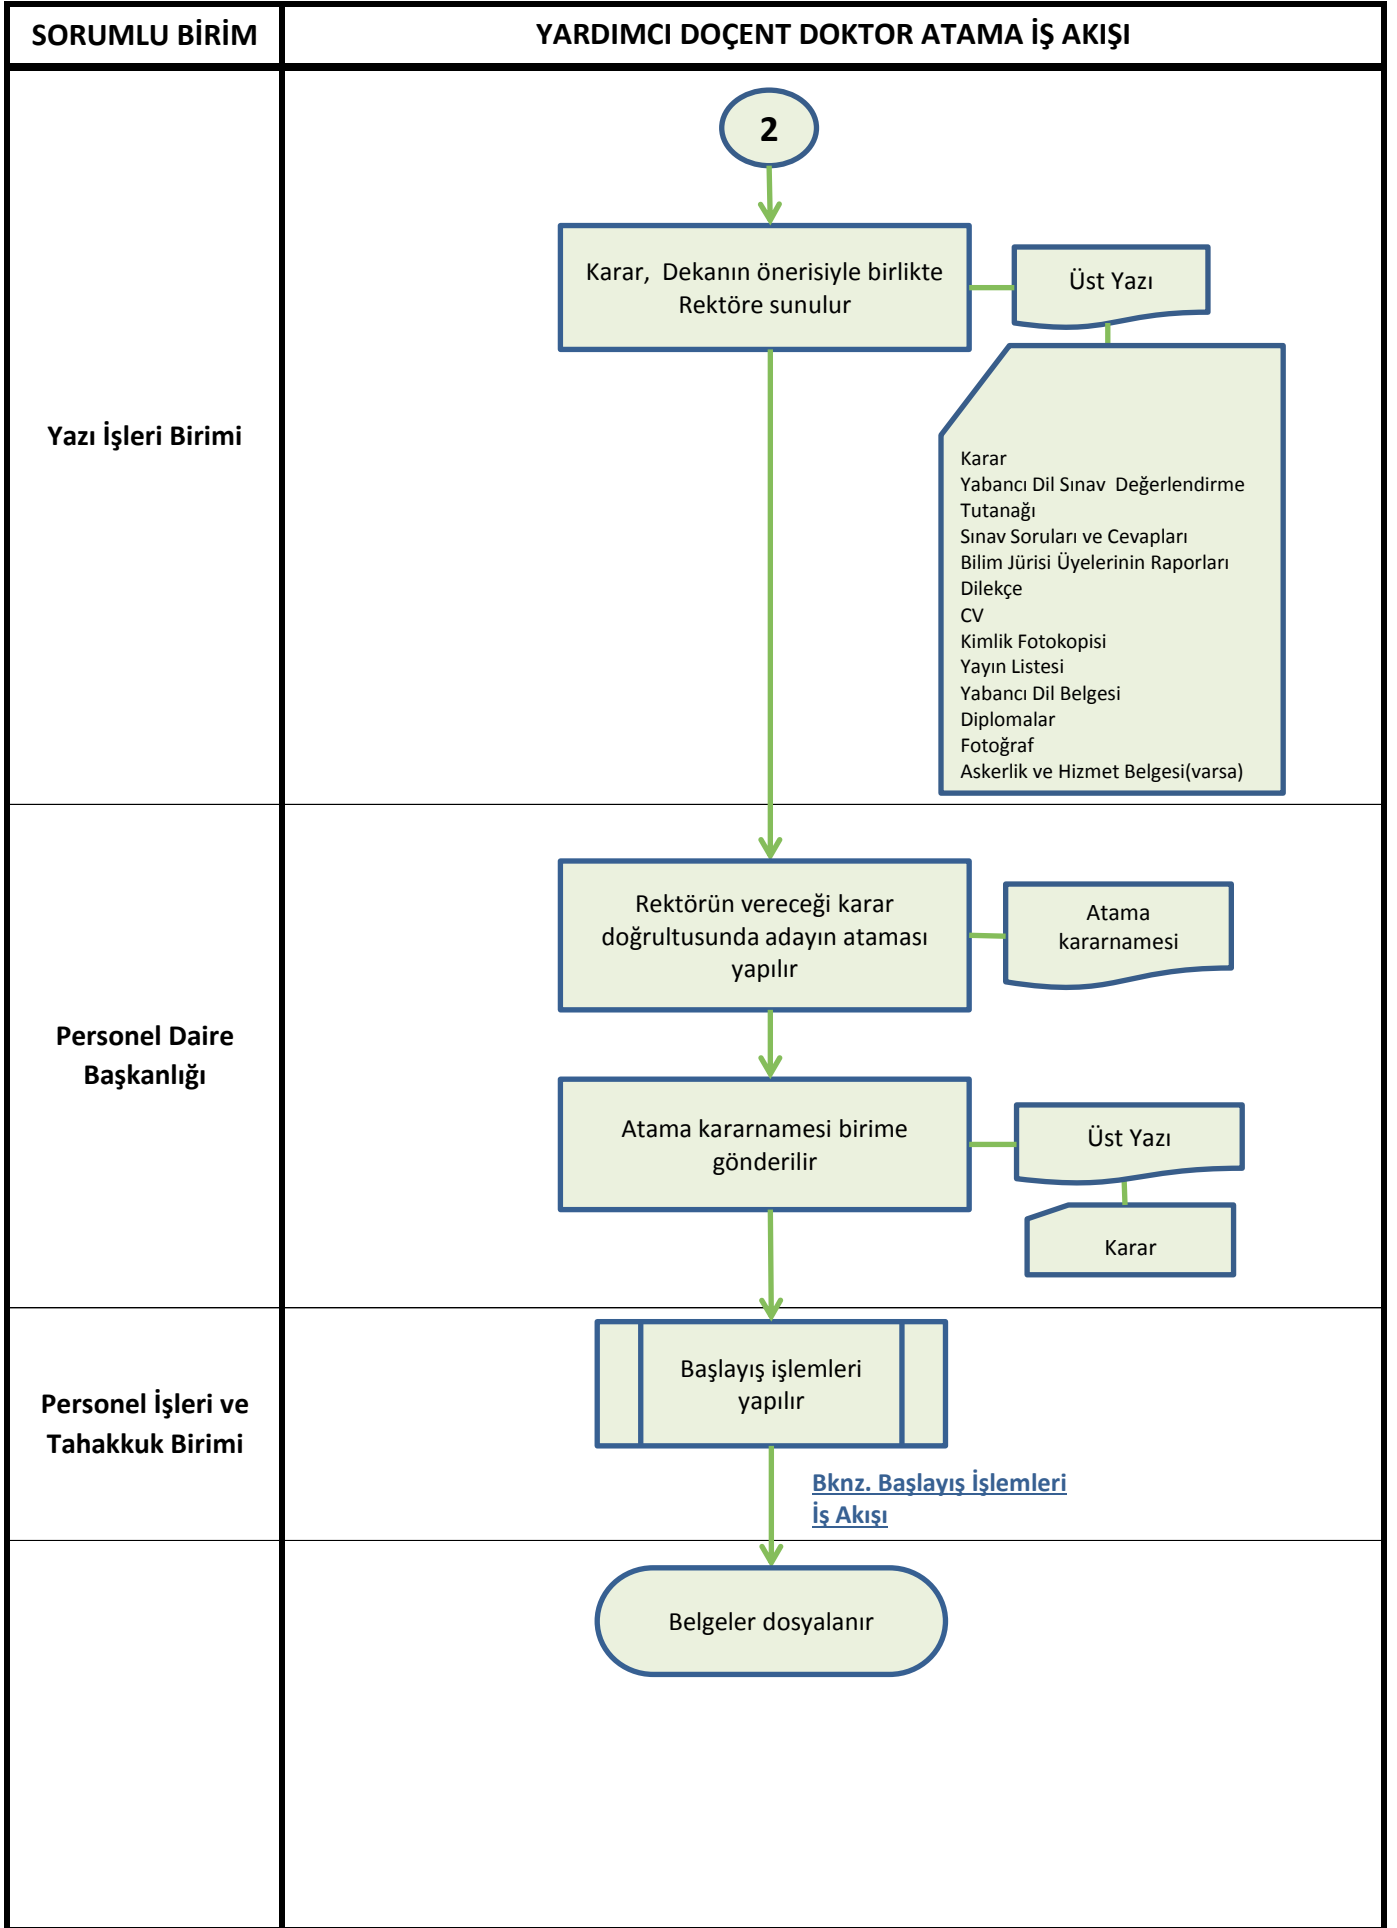 SORUMLU BİRİM
YARDIMCI DOÇENT DOKTOR ATAMA İŞ AKIŞI
2
Karar, Dekanın önerisiyle birlikte
Rektöre sunulur
Üst Yazı
Yazı İşleri Birimi
Karar
Yabancı Dil Sınav Değerlendirme
Tutanağı
Sınav Soruları ve Cevapları
Bilim Jürisi Üyelerinin Raporları
Dilekçe
CV
Kimlik Fotokopisi
Yayın Listesi
Yabancı Dil Belgesi
Diplomalar
Fotoğraf
Askerlik ve Hizmet Belgesi(varsa)
Personel Daire
Başkanlığı
Rektörün vereceği karar
doğrultusunda adayın ataması
yapılır
Atama
kararnamesi
Atama kararnamesi birime
gönderilir
Üst Yazı
Karar
Personel İşleri ve
Tahakkuk Birimi
Başlayış işlemleri
yapılır
Bknz. Başlayış İşlemleri
İş Akışı
Belgeler dosyalanır